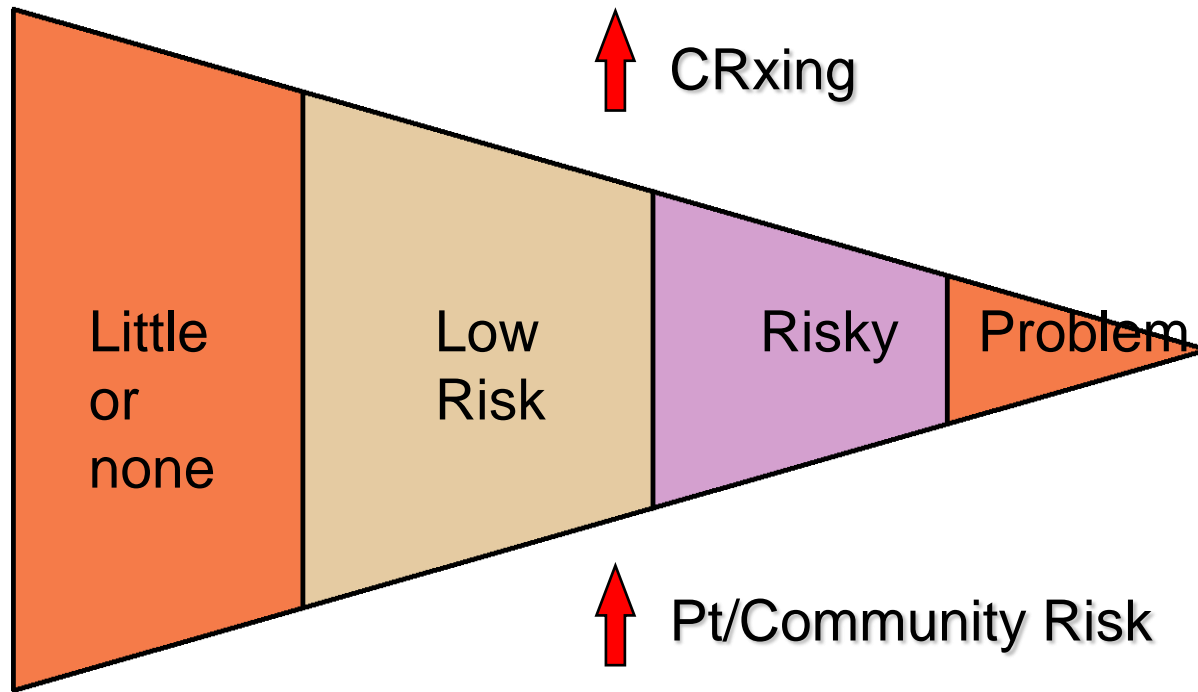 CRxing
Little
or
none
Low
Risk
Risky
Problem
Pt/Community Risk